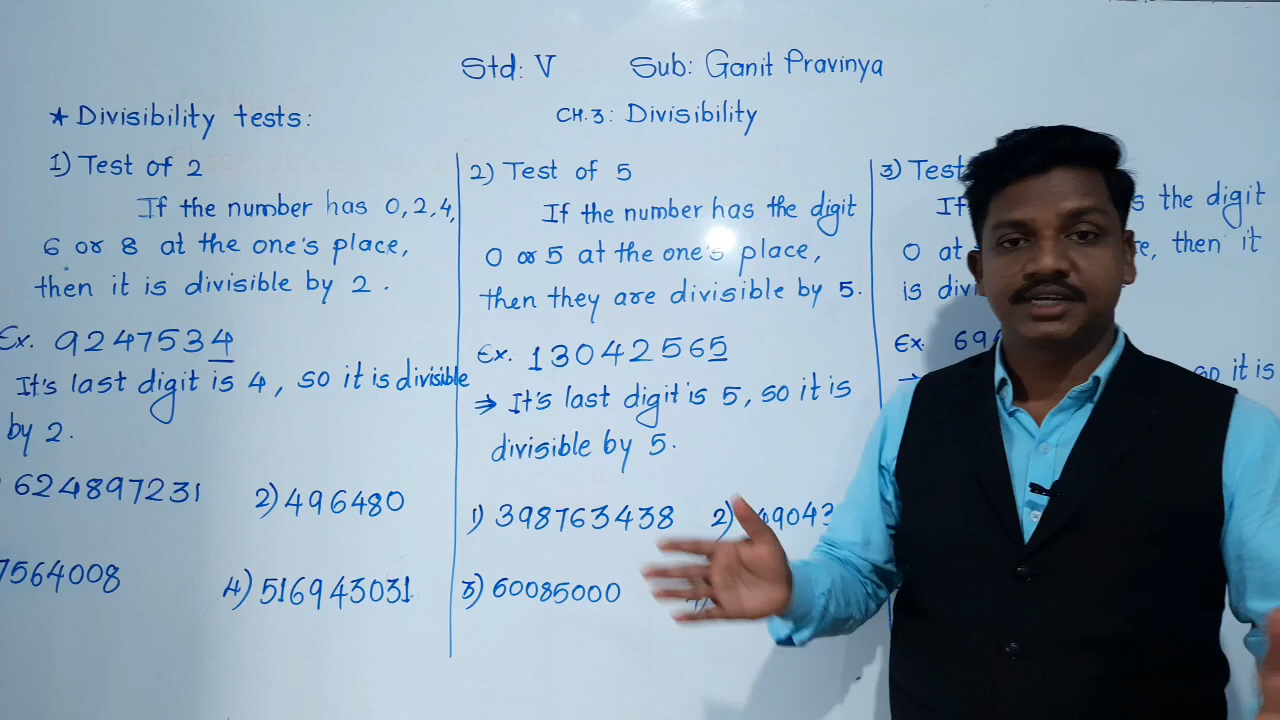 Std: V Sub: Ganit Pravinya
CH.3: Divisibility
* Divisibility tests:
1) Test of 2
If the number has 0, 2, 4,
6 or 8 at the one's place,
then it is divisible by 2.
Ex. 9247534
It's last digit is 4, so it is divisible
by 2.
624897231 2) 496480
7564008 4) 516943031
2) Test of 5
If the number has the digit
0 or 5 at the one's place,
then they are divisible by 5.
Ex. 13042565
⇒ It's last digit is 5, so it is
divisible by 5.
1) 398763438 2)
3) 60085000
3) Test
If the digit
0 at then it
is
Ex. 69
→ so it is